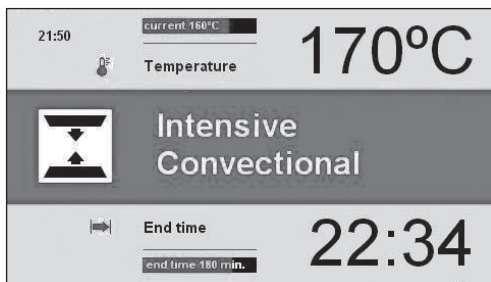 21:50
current 160°C
Temperature
170ºC
Intensive
Convectional
End time
end time 180 min.
22:34